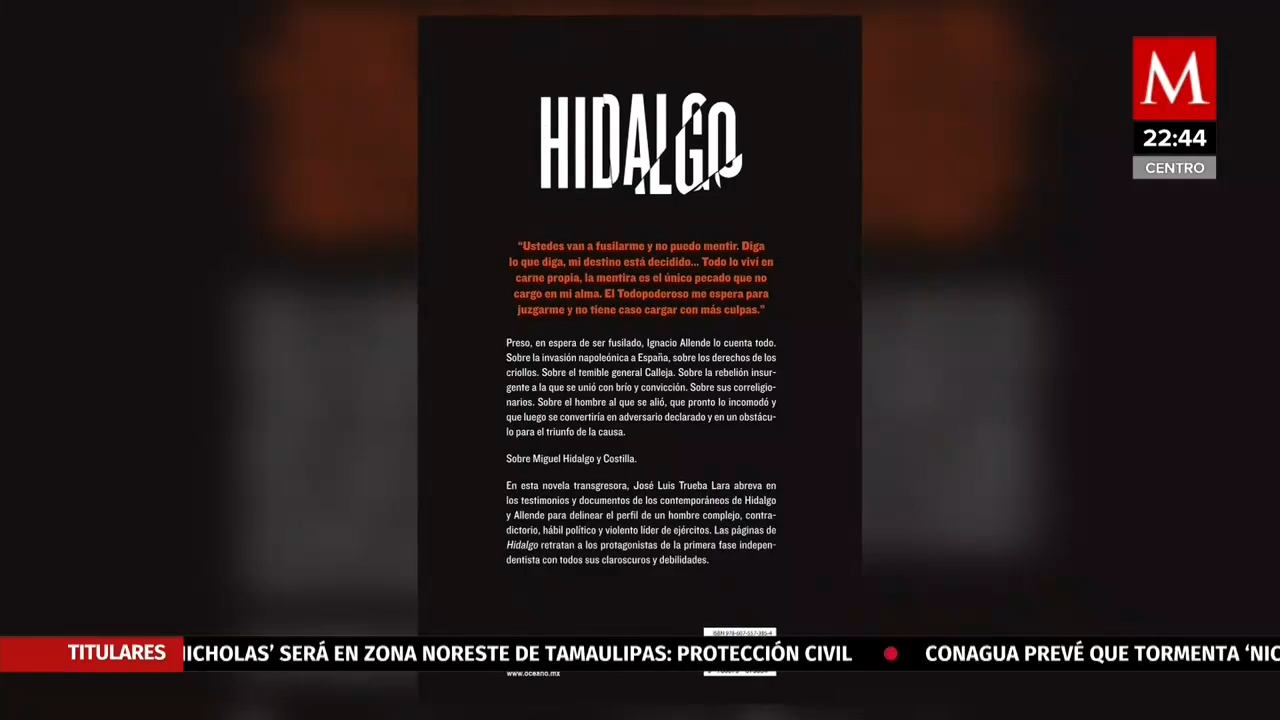 HIDALGO
"Ustedes van a fusilarme y no puedo mentir. Diga
lo que diga, mi destino está decidido... Todo lo viví en
carne propia, la mentira es el único pecado que no
cargo en mi alma. El Todopoderoso me espera para
juzgarme y no tiene caso cargar con más culpas."
Preso, en espera de ser fusilado, Ignacio Allende lo cuenta todo.
Sobre la invasión napoleónica a España, sobre los derechos de los
criollos. Sobre el temible general Calleja. Sobre la rebelión insur-
gente a la que se unió con brío y convicción. Sobre sus correligio-
narios. Sobre el hombre al que se alió, que pronto lo incomodó y
que luego se convertiría en adversario declarado y en un obstácu-
lo para el triunfo de la causa.
Sobre Miguel Hidalgo y Costilla.
En esta novela transgresora, José Luis Trueba Lara abreva en
los testimonios y documentos de los contemporáneos de Hidalgo
y Allende para delinear el perfil de un hombre complejo, contra-
dictorio, hábil político y violento líder de ejércitos. Las páginas de
Hidalgo retratan a los protagonistas de la primera fase indepen-
dentista con todos sus claroscuros y debilidades.
ISBN 978-607-557-385-4
www.oceano.mx
M
22:44
CENTRO
TITULARES
NICHOLAS' SERÁ EN ZONA NORESTE DE TAMAULIPAS: PROTECCIÓN CIVIL
CONAGUA PREVÉ QUE TORMENTA 'NIC